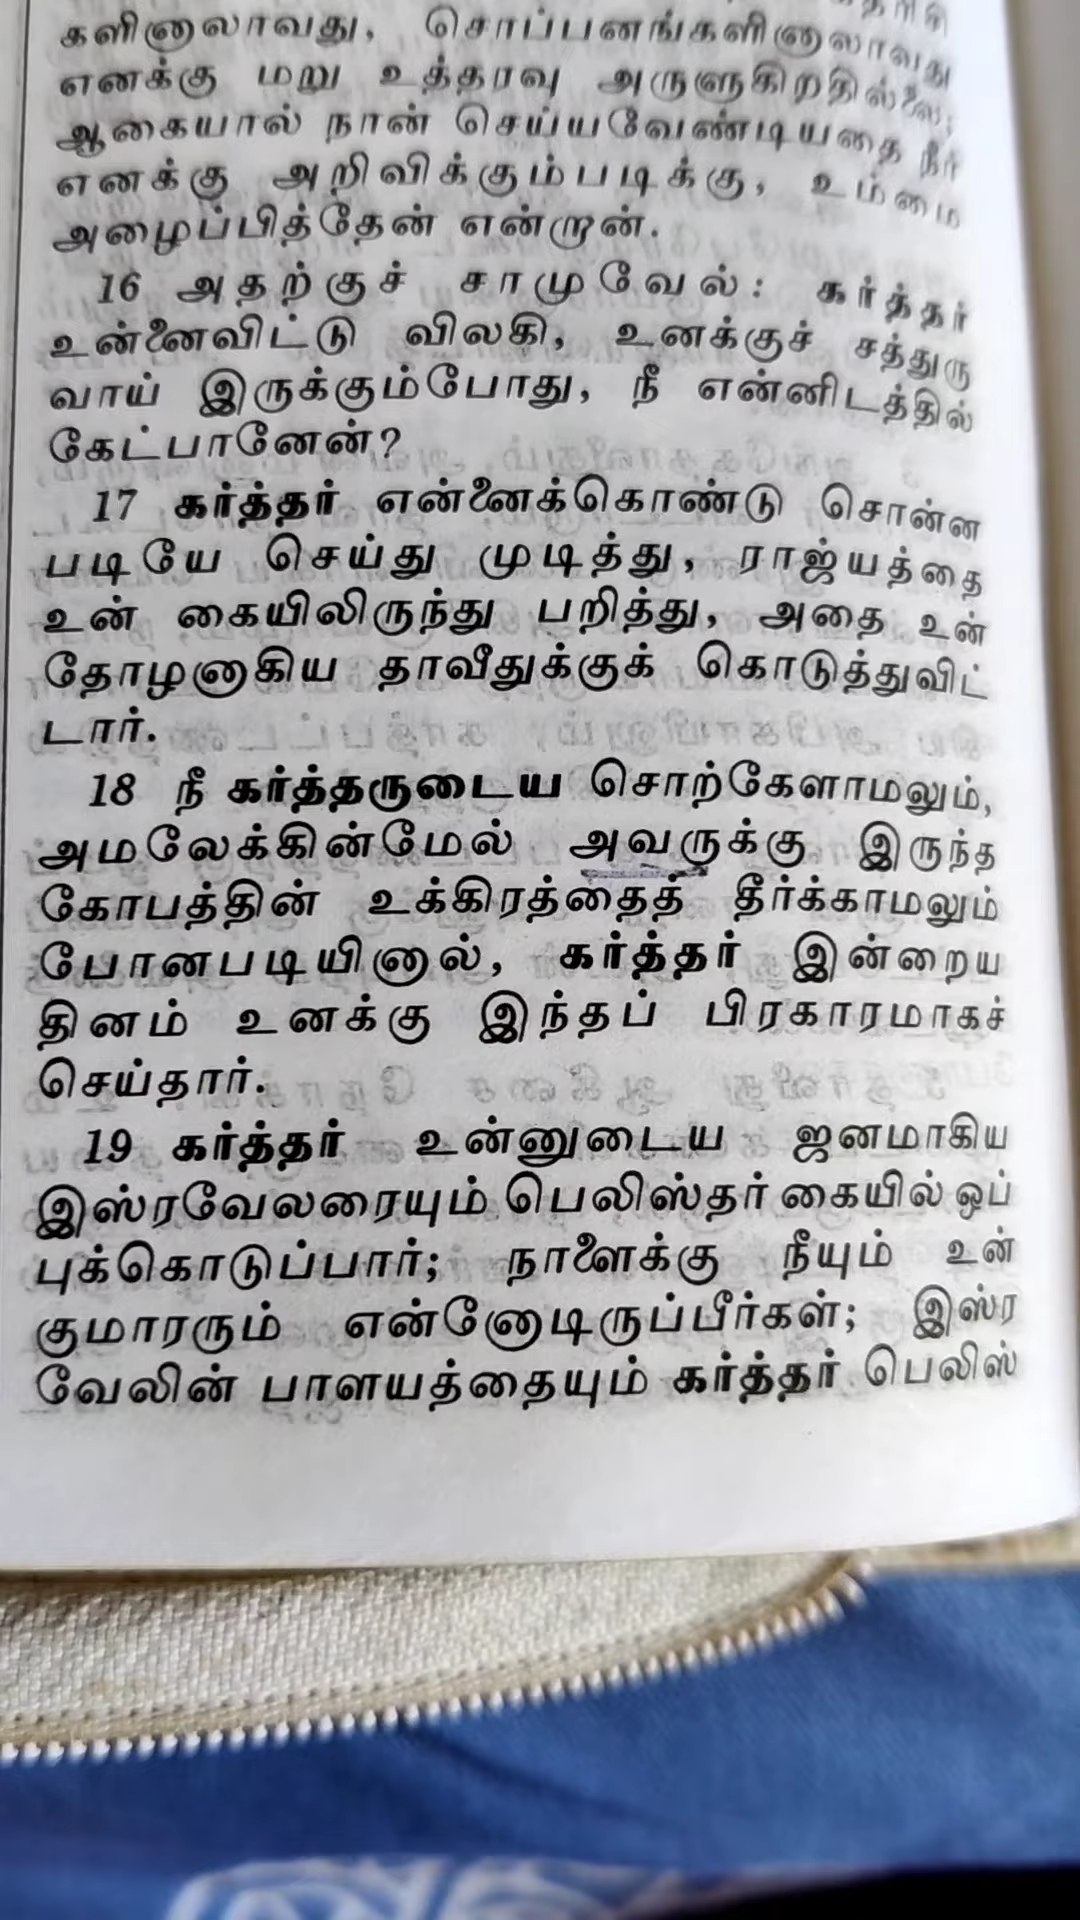 களினாலாவது, சொப்பனங்களினாலாவது
எனக்கு மறு உத்தரவு அருளுகிறதில்லை;
ஆகையால் நான் செய்யவேண்டியதை நீர்
எனக்கு அறிவிக்கும்படிக்கு, உம்மை
அழைப்பித்தேன் என்றான்.
16 அதற்குச் சாமுவேல்: கர்த்தர்
உன்னைவிட்டு விலகி, உனக்குச் சத்துரு
வாய் இருக்கும்போது, நீ என்னிடத்தில்
கேட்பானேன்?
17 கர்த்தர் என்னைக்கொண்டு சொன்ன
படியே செய்து முடித்து, ராஜ்யத்தை
உன் கையிலிருந்து பறித்து, அதை உன்
தோழனாகிய தாவீதுக்குக் கொடுத்துவிட்
டார்.
18 நீ கர்த்தருடைய சொற்கேளாமலும்,
அமலேக்கின்மேல் அவருக்கு இருந்த
கோபத்தின் உக்கிரத்தைத் தீர்க்காமலும்
போனபடியினால், கர்த்தர் இன்றைய
தினம் உனக்கு இந்தப் பிரகாரமாகச்
செய்தார்.
19 கர்த்தர் உன்னுடைய ஜனமாகிய
இஸ்ரவேலரையும் பெலிஸ்தர் கையில் ஒப்
புக்கொடுப்பார்; நாளைக்கு நீயும் உன்
குமாரரும் என்னோடிருப்பீர்கள்; இஸ்ர
வேலின் பாளயத்தையும் கர்த்தர் பெலிஸ்